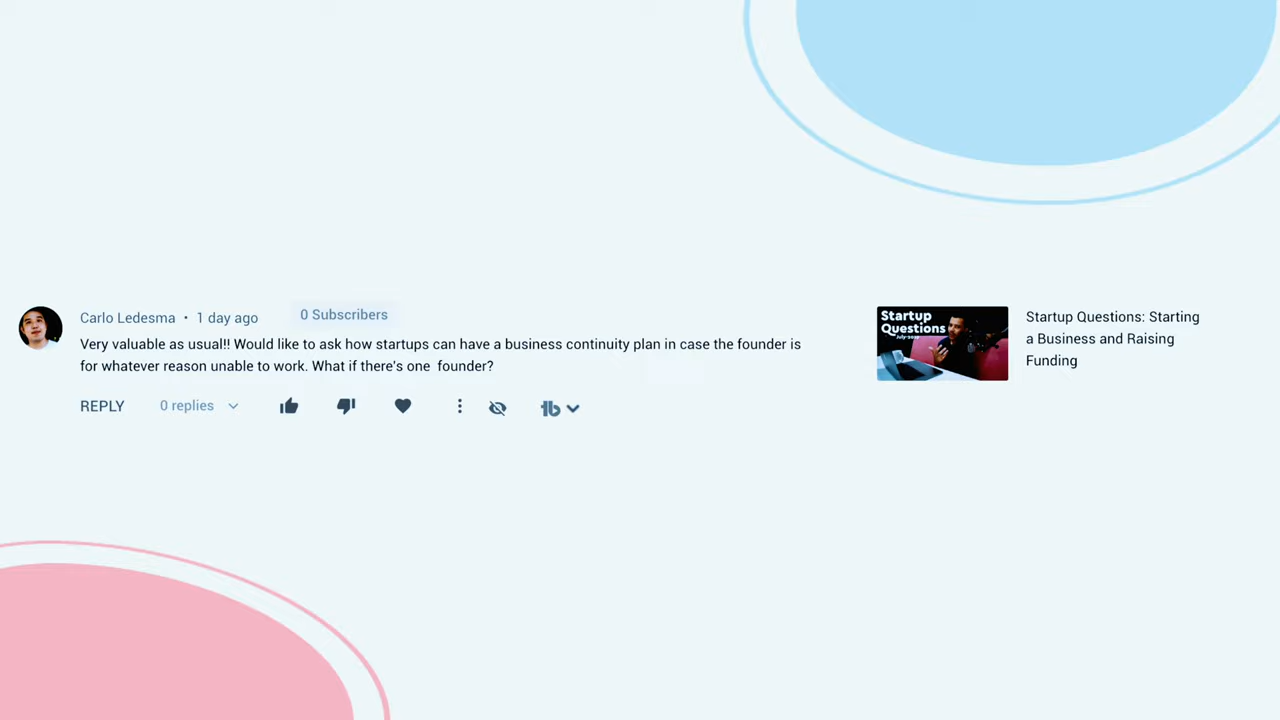 Carlo Ledesma • 1 day ago
0 Subscribers
Very valuable as usual!! Would like to ask how startups can have a business continuity plan in case the founder is
for whatever reason unable to work. What if there's one founder?
REPLY
0 replies
tb
Startup
Questions
Startup Questions: Starting
a Business and Raising
Funding